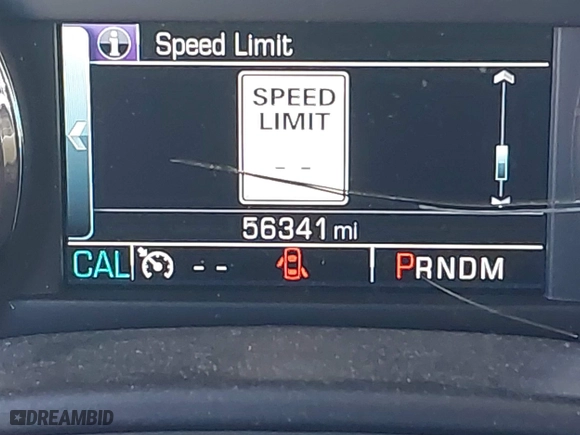 Speed Limit
SPEED
LIMIT
- -
56341 mi
CAL - - PRNDM
DREAMBID